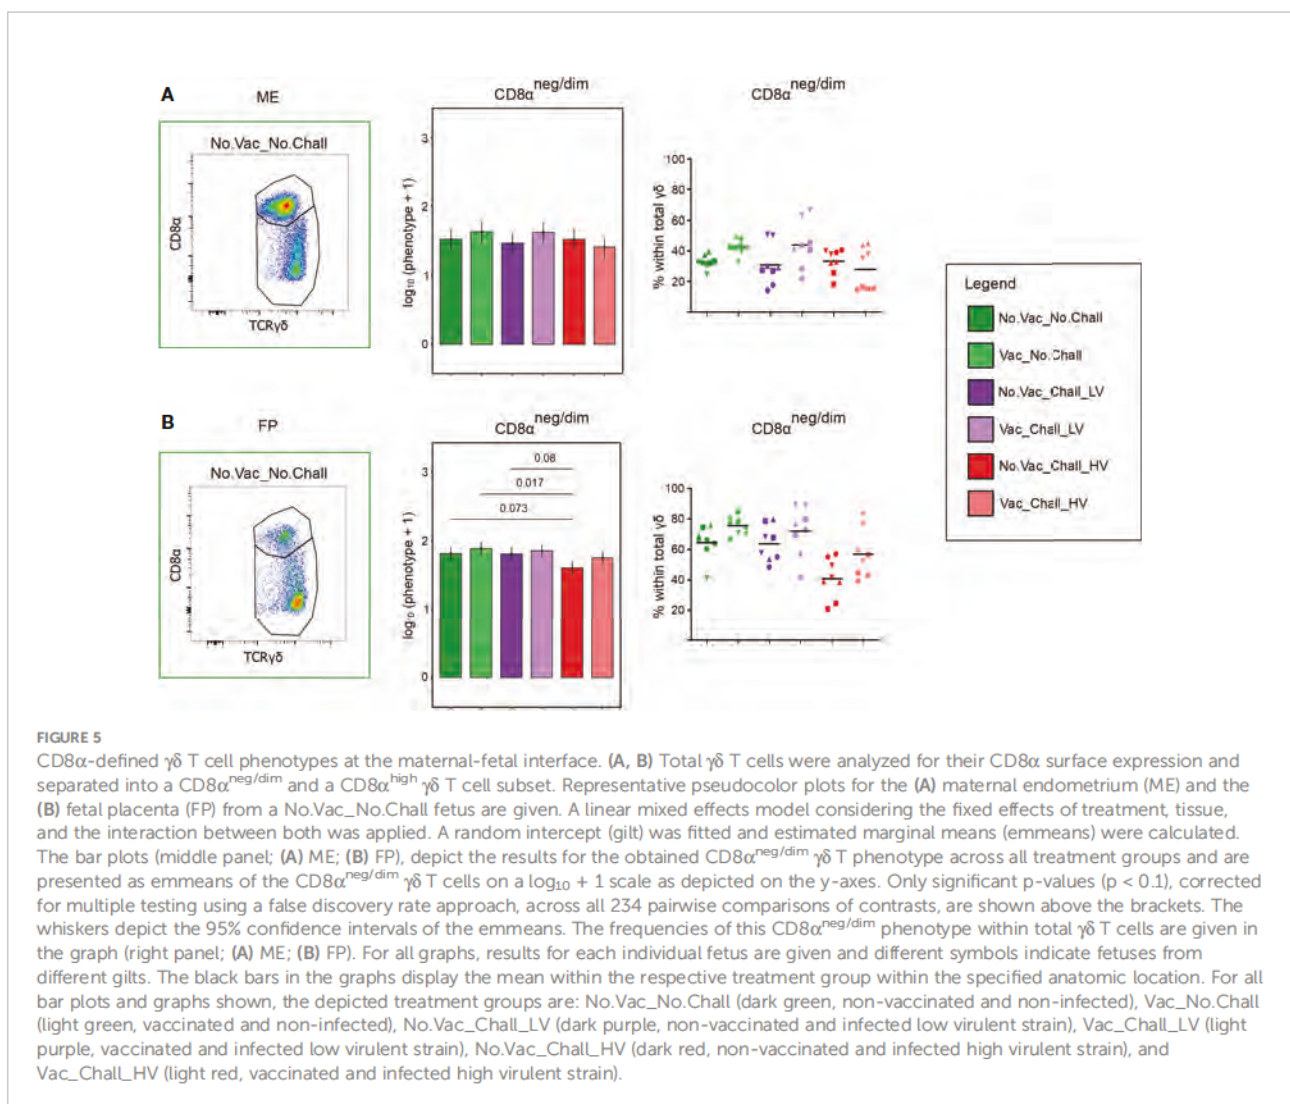 A
ME
CD8α^neg/dim
CD8α^neg/dim
No.Vac_No.Chall
CD8α
TCRγδ
log₁₀ (phenotype + 1)
3
2
1
0
% within total γδ
100
80
60
40
20
Legend
No.Vac_No.Chall
Vac_No.Chall
No.Vac_Chall_LV
Vac_Chall_LV
No.Vac_Chall_HV
Vac_Chall_HV
B
FP
CD8α^neg/dim
CD8α^neg/dim
No.Vac_No.Chall
CD8α
TCRγδ
log₁₀ (phenotype + 1)
3
2
1
0
0.08
0.017
0.073
% within total γδ
100
80
60
40
20
FIGURE 5
CD8α-defined γδ T cell phenotypes at the maternal-fetal interface. (A, B) Total γδ T cells were analyzed for their CD8α surface expression and
separated into a CD8α^neg/dim and a CD8α^high γδ T cell subset. Representative pseudocolor plots for the (A) maternal endometrium (ME) and the
(B) fetal placenta (FP) from a No.Vac_No.Chall fetus are given. A linear mixed effects model considering the fixed effects of treatment, tissue,
and the interaction between both was applied. A random intercept (gilt) was fitted and estimated marginal means (emmeans) were calculated.
The bar plots (middle panel; (A) ME; (B) FP), depict the results for the obtained CD8α^neg/dim γδ T phenotype across all treatment groups and are
presented as emmeans of the CD8α^neg/dim γδ T cells on a log₁₀ + 1 scale as depicted on the y-axes. Only significant p-values (p < 0.1), corrected
for multiple testing using a false discovery rate approach, across all 234 pairwise comparisons of contrasts, are shown above the brackets. The
whiskers depict the 95% confidence intervals of the emmeans. The frequencies of this CD8α^neg/dim phenotype within total γδ T cells are given in
the graph (right panel; (A) ME; (B) FP). For all graphs, results for each individual fetus are given and different symbols indicate fetuses from
different gilts. The black bars in the graphs display the mean within the respective treatment group within the specified anatomic location. For all
bar plots and graphs shown, the depicted treatment groups are: No.Vac_No.Chall (dark green, non-vaccinated and non-infected), Vac_No.Chall
(light green, vaccinated and non-infected), No.Vac_Chall_LV (dark purple, non-vaccinated and infected low virulent strain), Vac_Chall_LV (light
purple, vaccinated and infected low virulent strain), No.Vac_Chall_HV (dark red, non-vaccinated and infected high virulent strain), and
Vac_Chall_HV (light red, vaccinated and infected high virulent strain).